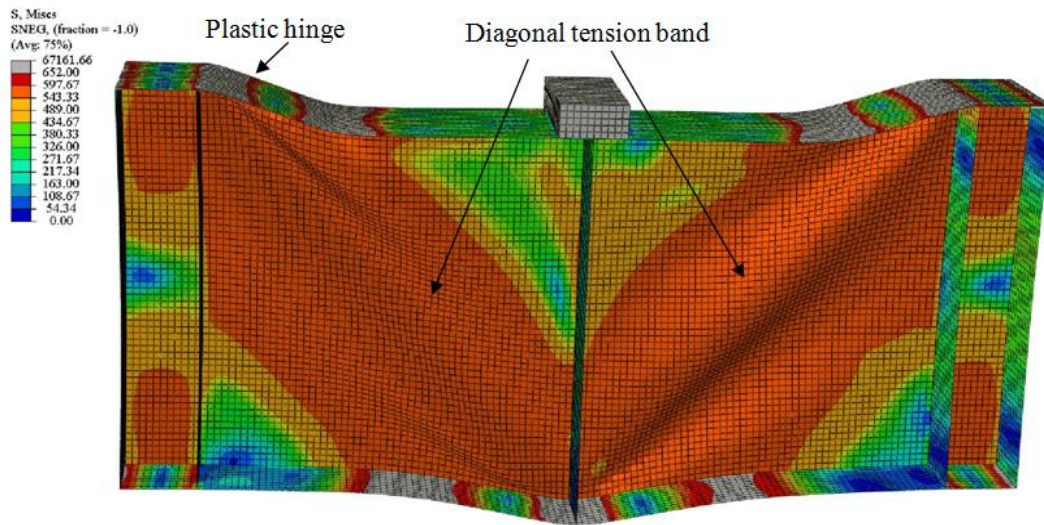 S, Mises
SNEG, (fraction = -1.0)
(Avg: 75%)
67161.66
652.00
597.67
543.33
489.00
434.67
380.33
326.00
271.67
217.34
163.00
108.67
54.34
0.00
Plastic hinge
Diagonal tension band